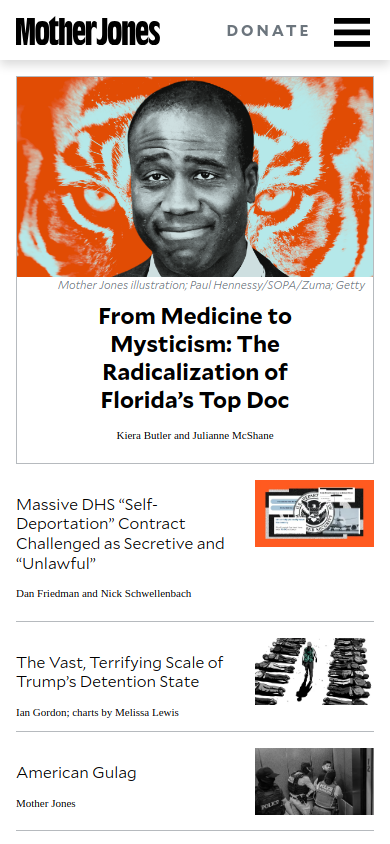 Mother Jones
DONATE
Mother Jones illustration; Paul Hennessy/SOPA/Zuma; Getty
From Medicine to
Mysticism: The
Radicalization of
Florida’s Top Doc
Kiera Butler and Julianne McShane
Massive DHS “Self-
Deportation” Contract
Challenged as Secretive and
“Unlawful”
Dan Friedman and Nick Schwellenbach
The Vast, Terrifying Scale of
Trump’s Detention State
Ian Gordon; charts by Melissa Lewis
American Gulag
POLICE
POLICE
Mother Jones